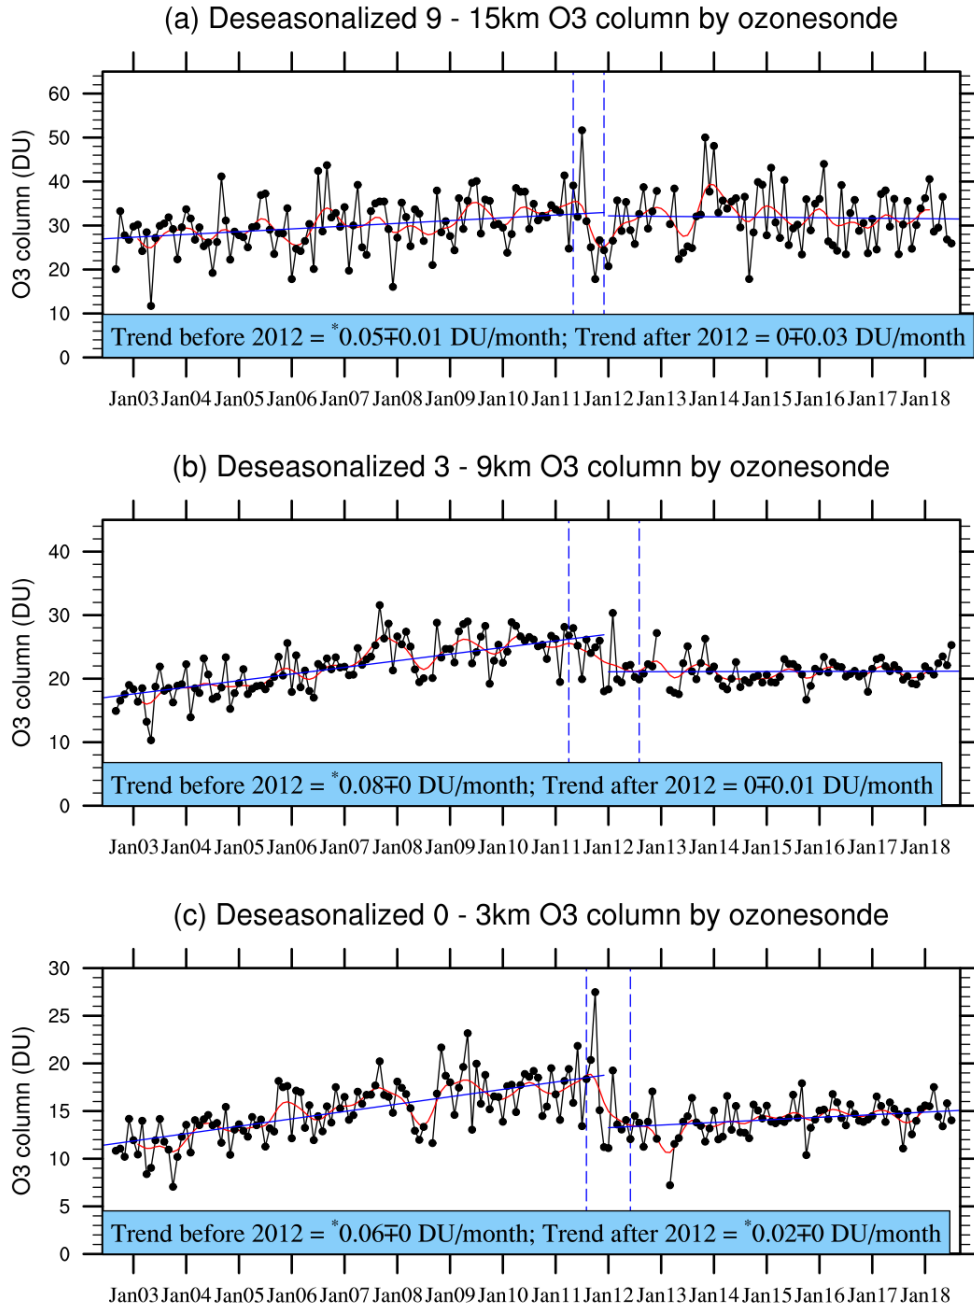 (a) Deseasonalized 9 - 15km O3 column by ozonesonde
60
50
40
30
20
10
0
O3 column (DU)
Trend before 2012 = *0.05∓0.01 DU/month; Trend after 2012 = 0∓0.03 DU/month
Jan03 Jan04 Jan05 Jan06 Jan07 Jan08 Jan09 Jan10 Jan11 Jan12 Jan13 Jan14 Jan15 Jan16 Jan17 Jan18
(b) Deseasonalized 3 - 9km O3 column by ozonesonde
40
30
20
10
0
O3 column (DU)
Trend before 2012 = *0.08∓0 DU/month; Trend after 2012 = 0∓0.01 DU/month
Jan03 Jan04 Jan05 Jan06 Jan07 Jan08 Jan09 Jan10 Jan11 Jan12 Jan13 Jan14 Jan15 Jan16 Jan17 Jan18
(c) Deseasonalized 0 - 3km O3 column by ozonesonde
30
25
20
15
10
5
0
O3 column (DU)
Trend before 2012 = *0.06∓0 DU/month; Trend after 2012 = *0.02∓0 DU/month
Jan03 Jan04 Jan05 Jan06 Jan07 Jan08 Jan09 Jan10 Jan11 Jan12 Jan13 Jan14 Jan15 Jan16 Jan17 Jan18